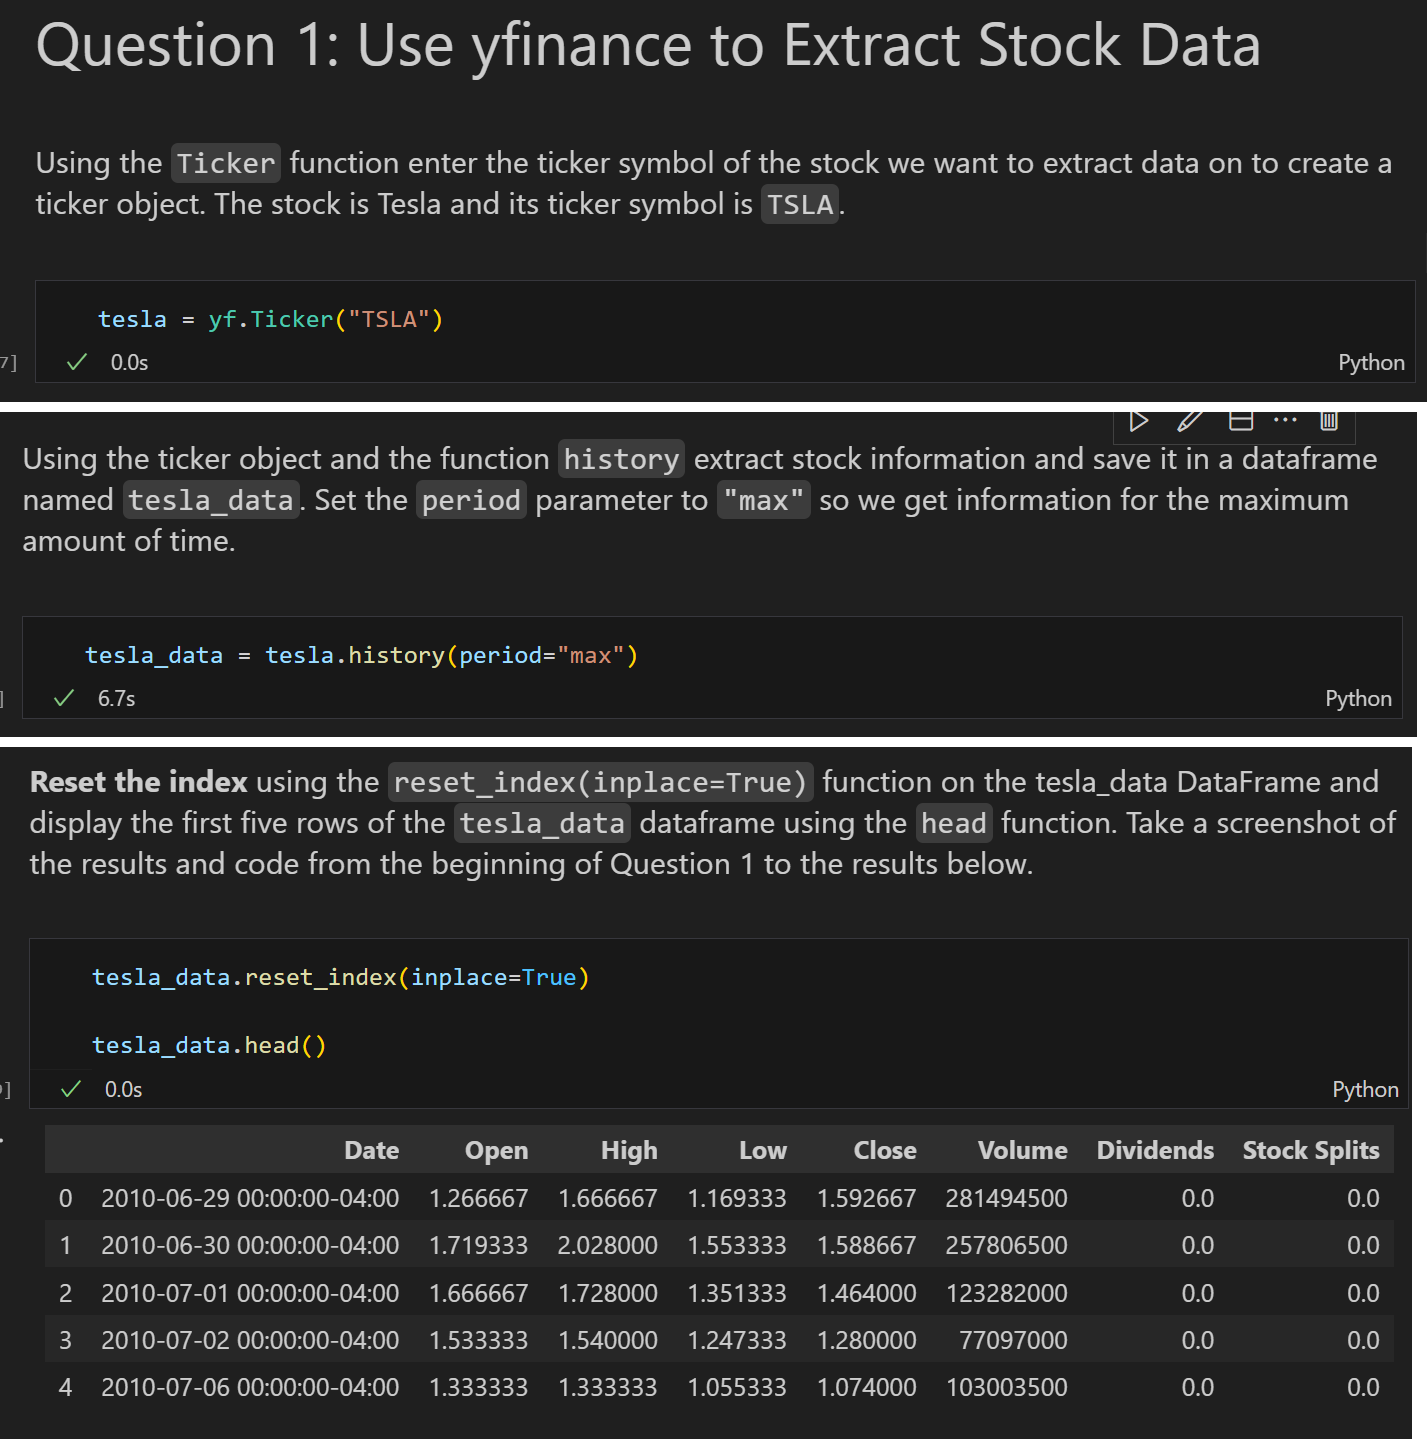 Question 1: Use yfinance to Extract Stock Data
Using the Ticker function enter the ticker symbol of the stock we want to extract data on to create a
ticker object. The stock is Tesla and its ticker symbol is TSLA.
tesla = yf.Ticker("TSLA")
7] 0.0s Python
Using the ticker object and the function history extract stock information and save it in a dataframe
named tesla_data. Set the period parameter to "max" so we get information for the maximum
amount of time.
tesla_data = tesla.history(period="max")
] 6.7s Python
Reset the index using the reset_index(inplace=True) function on the tesla_data DataFrame and
display the first five rows of the tesla_data dataframe using the head function. Take a screenshot of
the results and code from the beginning of Question 1 to the results below.
tesla_data.reset_index(inplace=True)
tesla_data.head()
] 0.0s Python
Date Open High Low Close Volume Dividends Stock Splits
0 2010-06-29 00:00:00-04:00 1.266667 1.666667 1.169333 1.592667 281494500 0.0 0.0
1 2010-06-30 00:00:00-04:00 1.719333 2.028000 1.553333 1.588667 257806500 0.0 0.0
2 2010-07-01 00:00:00-04:00 1.666667 1.728000 1.351333 1.464000 123282000 0.0 0.0
3 2010-07-02 00:00:00-04:00 1.533333 1.540000 1.247333 1.280000 77097000 0.0 0.0
4 2010-07-06 00:00:00-04:00 1.333333 1.333333 1.055333 1.074000 103003500 0.0 0.0